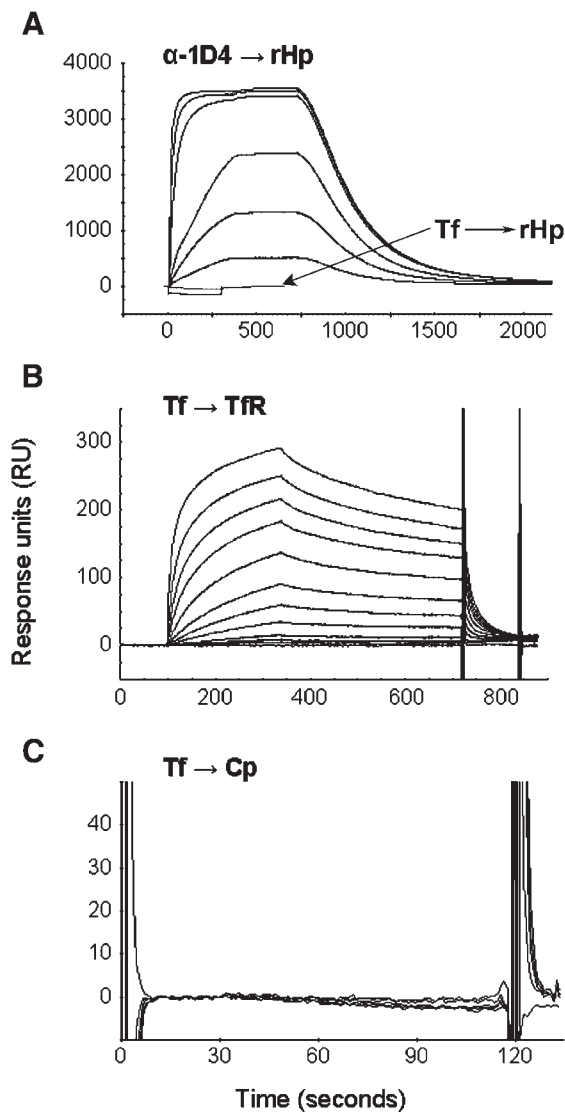 A
α-1D4 → rHp
4000
3000
2000
1000
0
Tf → rHp
0 500 1000 1500 2000
B
Tf → TfR
300
200
100
0
0 200 400 600 800
Response units (RU)
C
Tf → Cp
40
30
20
10
0
0 30 60 90 120
Time (seconds)